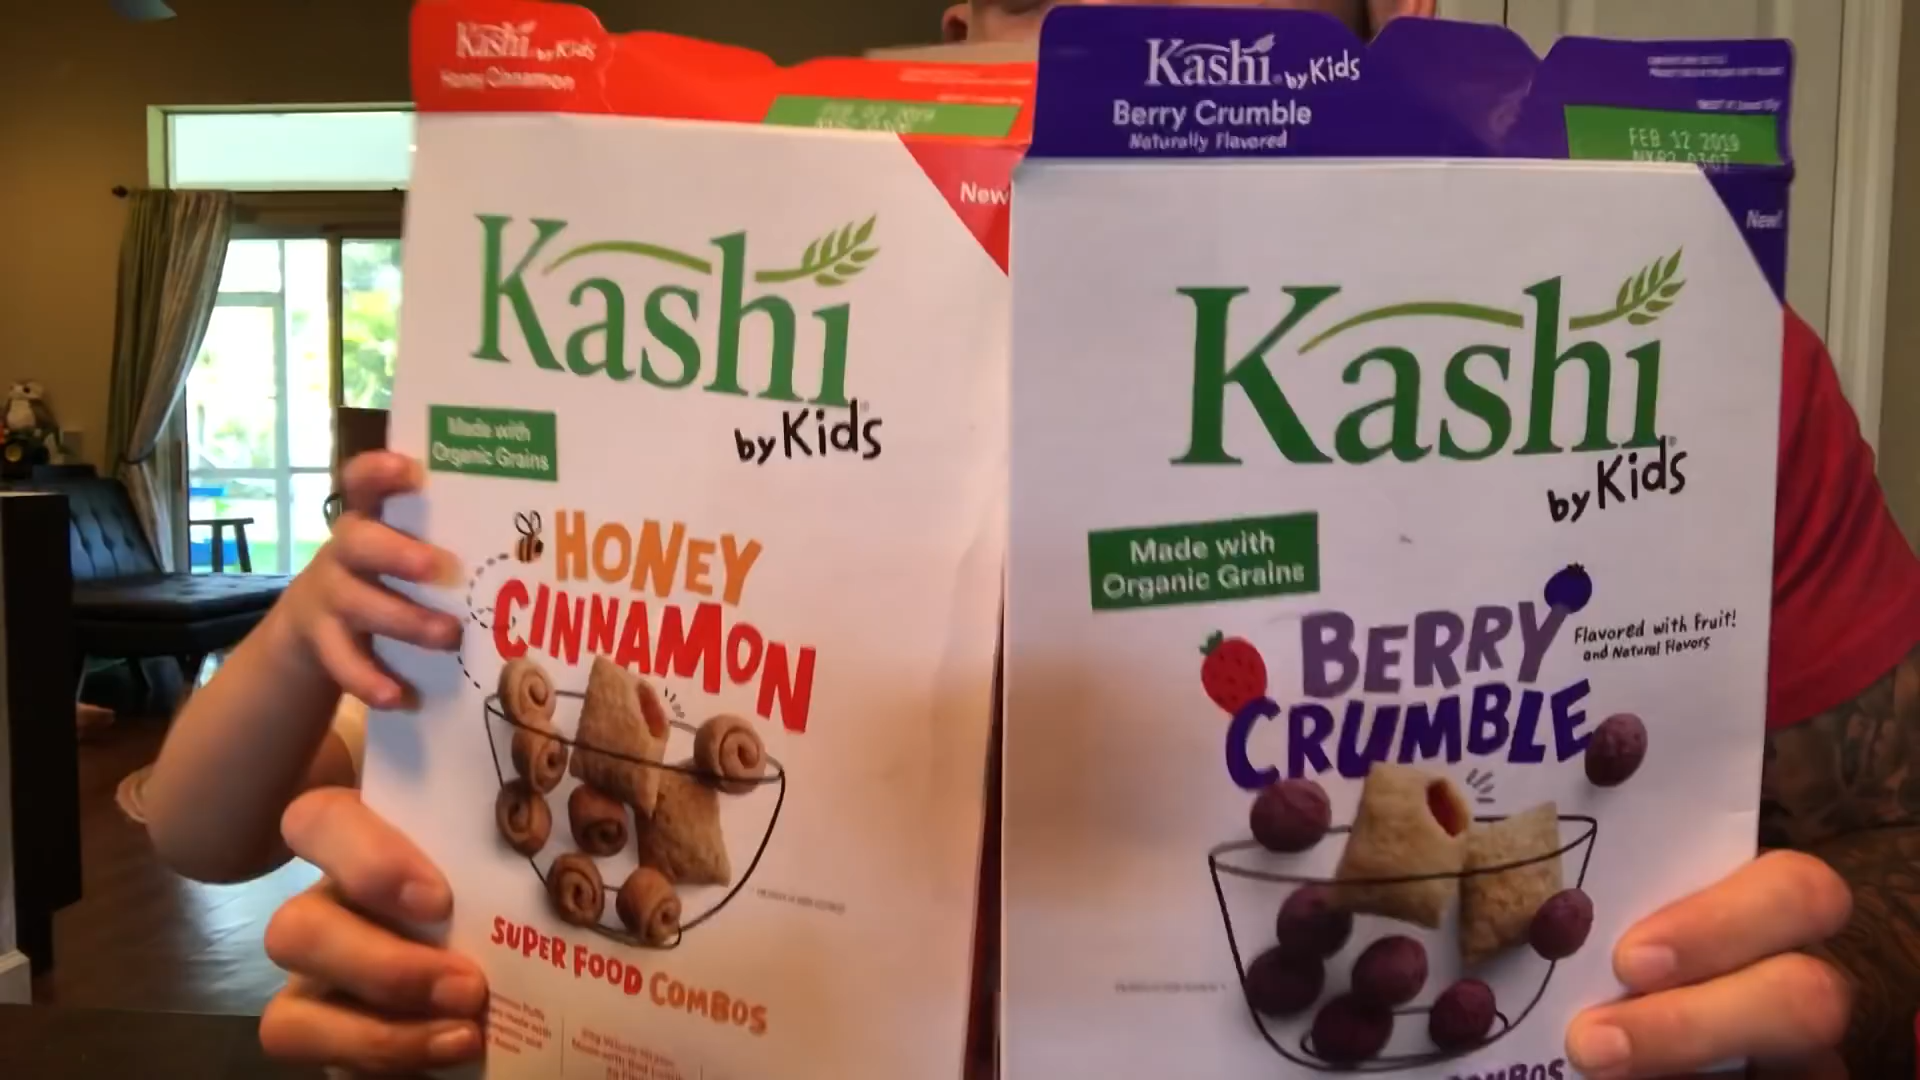 Kashi by Kids
Honey Cinnamon
New
Kashi
by Kids
Made with
Organic Grains
HONEY
CINNAMON
SUPER FOOD COMBOS
Kashi by Kids
Berry Crumble
Naturally Flavored
FEB 12 2019
New!
Kashi
by Kids
Made with
Organic Grains
BERRY
CRUMBLE
Flavored with Fruit!
and Natural Flavors
COMBOS